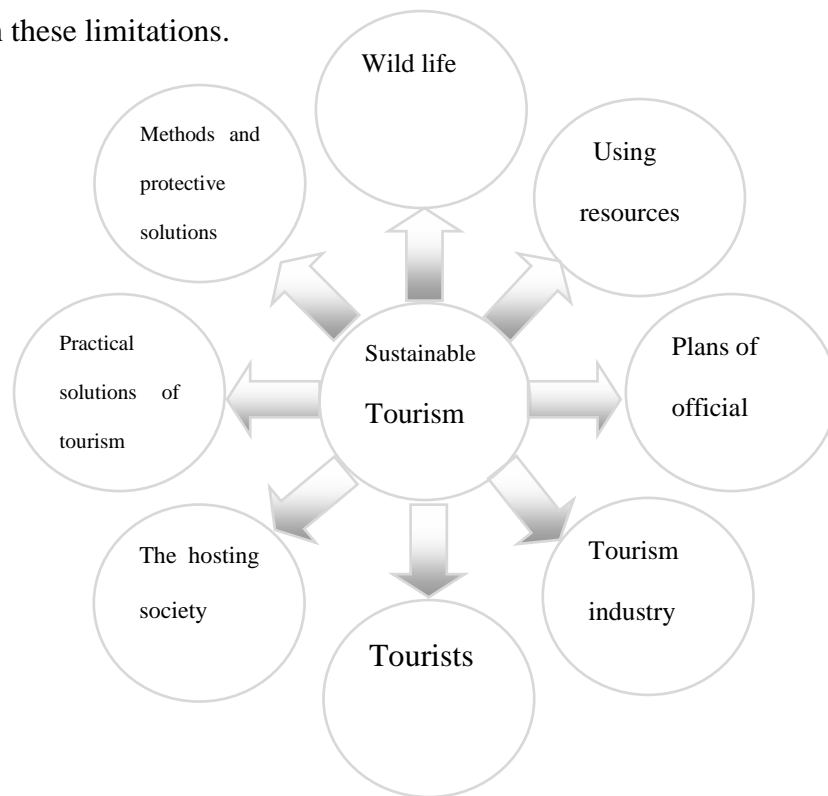 these limitations.
Wild life
Methods and
protective
solutions
Using
resources
Practical
solutions of
tourism
Sustainable
Tourism
Plans of
official
The hosting
society
Tourism
industry
Tourists